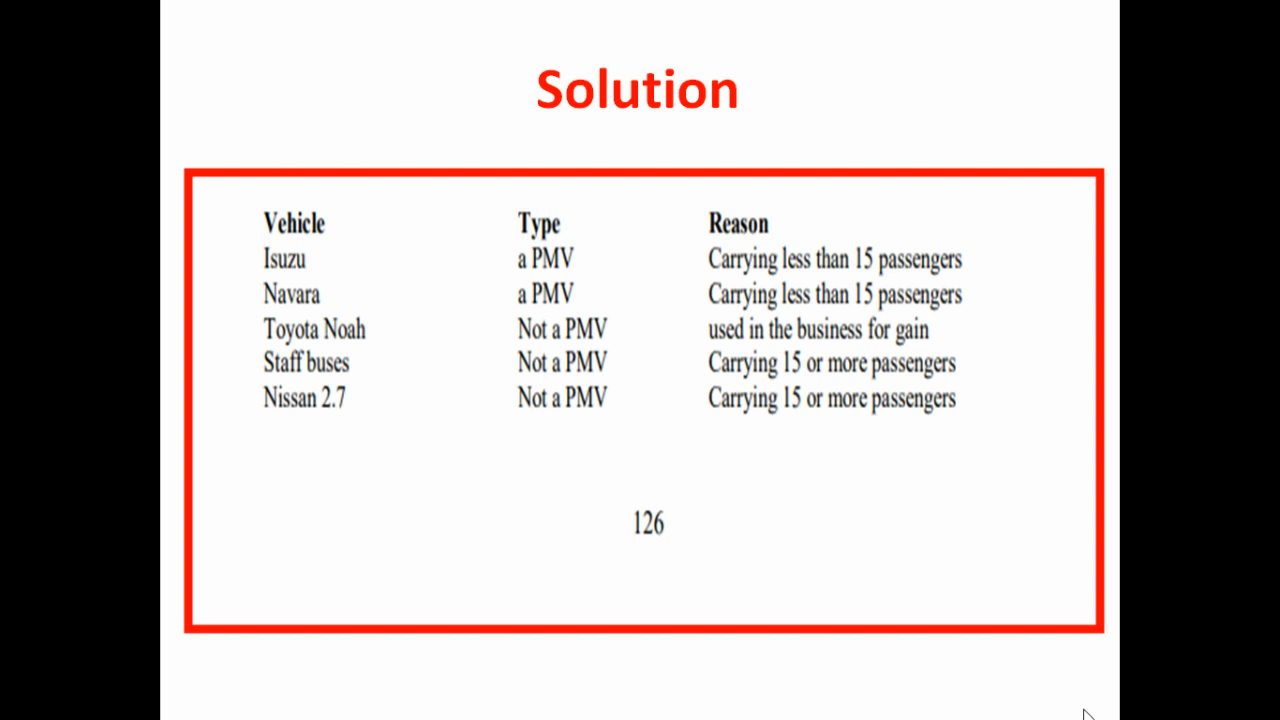 Solution
Vehicle Type Reason
Isuzu a PMV Carrying less than 15 passengers
Navara a PMV Carrying less than 15 passengers
Toyota Noah Not a PMV used in the business for gain
Staff buses Not a PMV Carrying 15 or more passengers
Nissan 2.7 Not a PMV Carrying 15 or more passengers
126